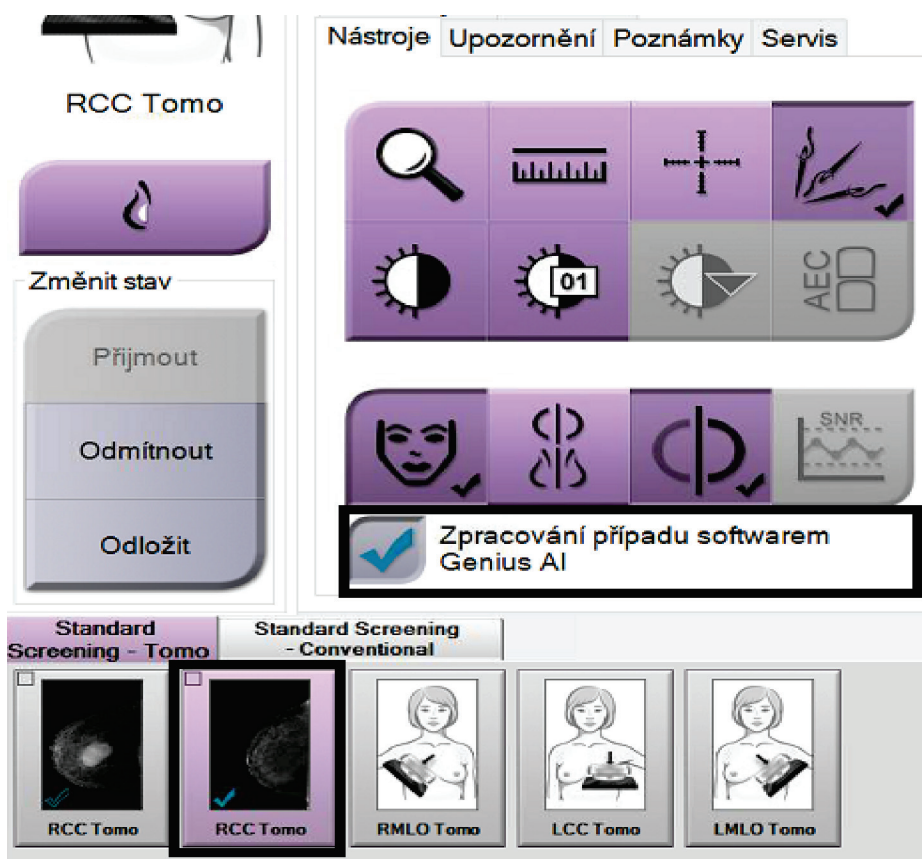 RCC Tomo
Změnit stav
Přijmout
Odmítnout
Odložit
Nástroje Upozornění Poznámky Servis
01
AEC
SNR
Zpracování případu softwarem
Genius AI
Standard
Screening - Tomo
Standard Screening
- Conventional
RCC Tomo
RCC Tomo
RMLO Tomo
LCC Tomo
LMLO Tomo